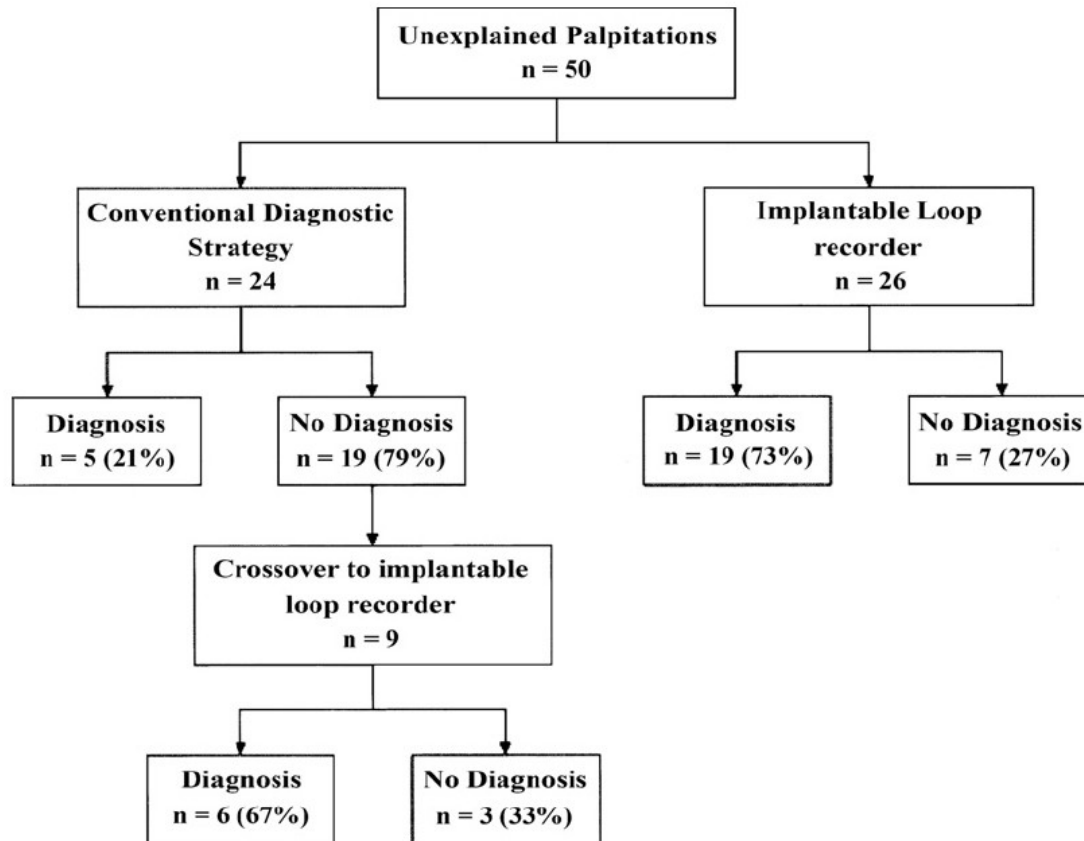 Unexplained Palpitations
n = 50
Conventional Diagnostic
Strategy
n = 24
Implantable Loop
recorder
n = 26
Diagnosis
n = 5 (21%)
No Diagnosis
n = 19 (79%)
Diagnosis
n = 19 (73%)
No Diagnosis
n = 7 (27%)
Crossover to implantable
loop recorder
n = 9
Diagnosis
n = 6 (67%)
No Diagnosis
n = 3 (33%)